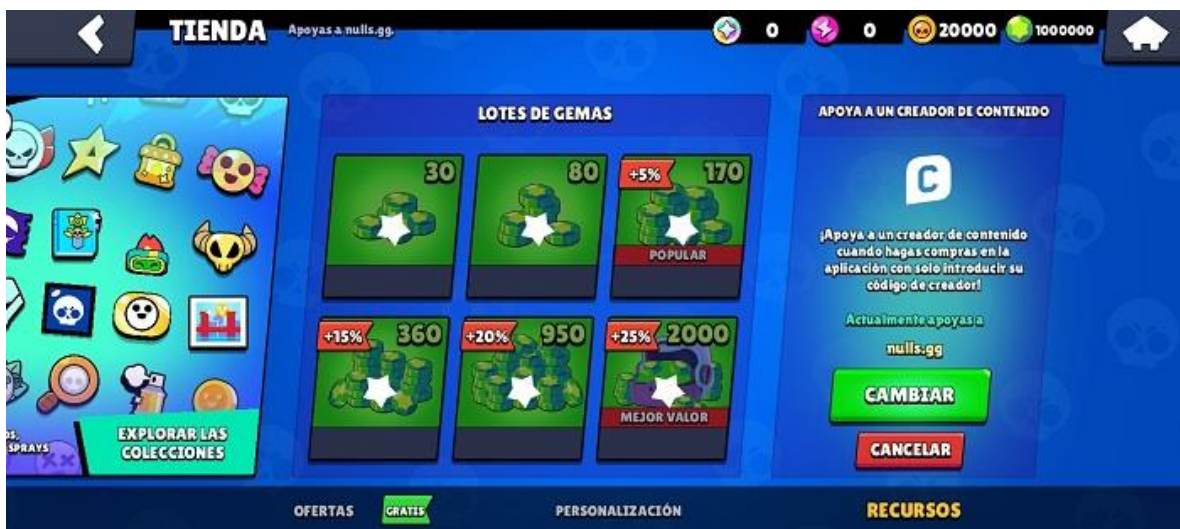 TIENDA
Apoyas a nulls.gg.
0
0
20000
1000000
SPRAYS
EXPLORAR LAS
COLECCIONES
LOTES DE GEMAS
30
80
+5%
170
POPULAR
+15%
360
+20%
950
+25%
2000
MEJOR VALOR
APOYA A UN CREADOR DE CONTENIDO
C
¡Apoya a un creador de contenido
cuando hagas compras en la
aplicación con solo introducir su
código de creador!
Actualmente apoyas a
nulls.gg
CAMBIAR
CANCELAR
OFERTAS
GRATIS
PERSONALIZACIÓN
RECURSOS